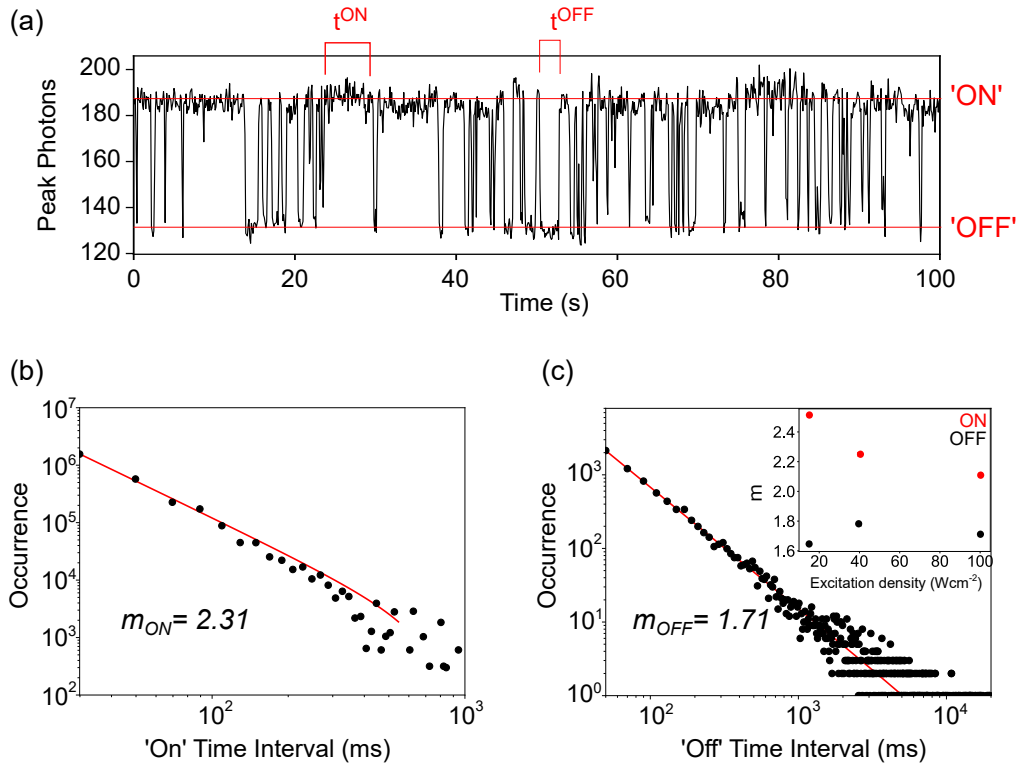 (a)
t^ON
t^OFF
200
180
160
140
120
Peak Photons
'ON'
'OFF'
0
20
40
60
80
100
Time (s)
(b)
10^7
10^6
10^5
10^4
10^3
10^2
Occurrence
m_ON= 2.31
10^2
10^3
'On' Time Interval (ms)
(c)
10^3
10^2
10^1
10^0
Occurrence
m_OFF= 1.71
10^2
10^3
10^4
'Off' Time Interval (ms)
ON
OFF
2.4
2.2
2.0
1.8
1.6
m
20
40
60
80
100
Excitation density (Wcm^-2)